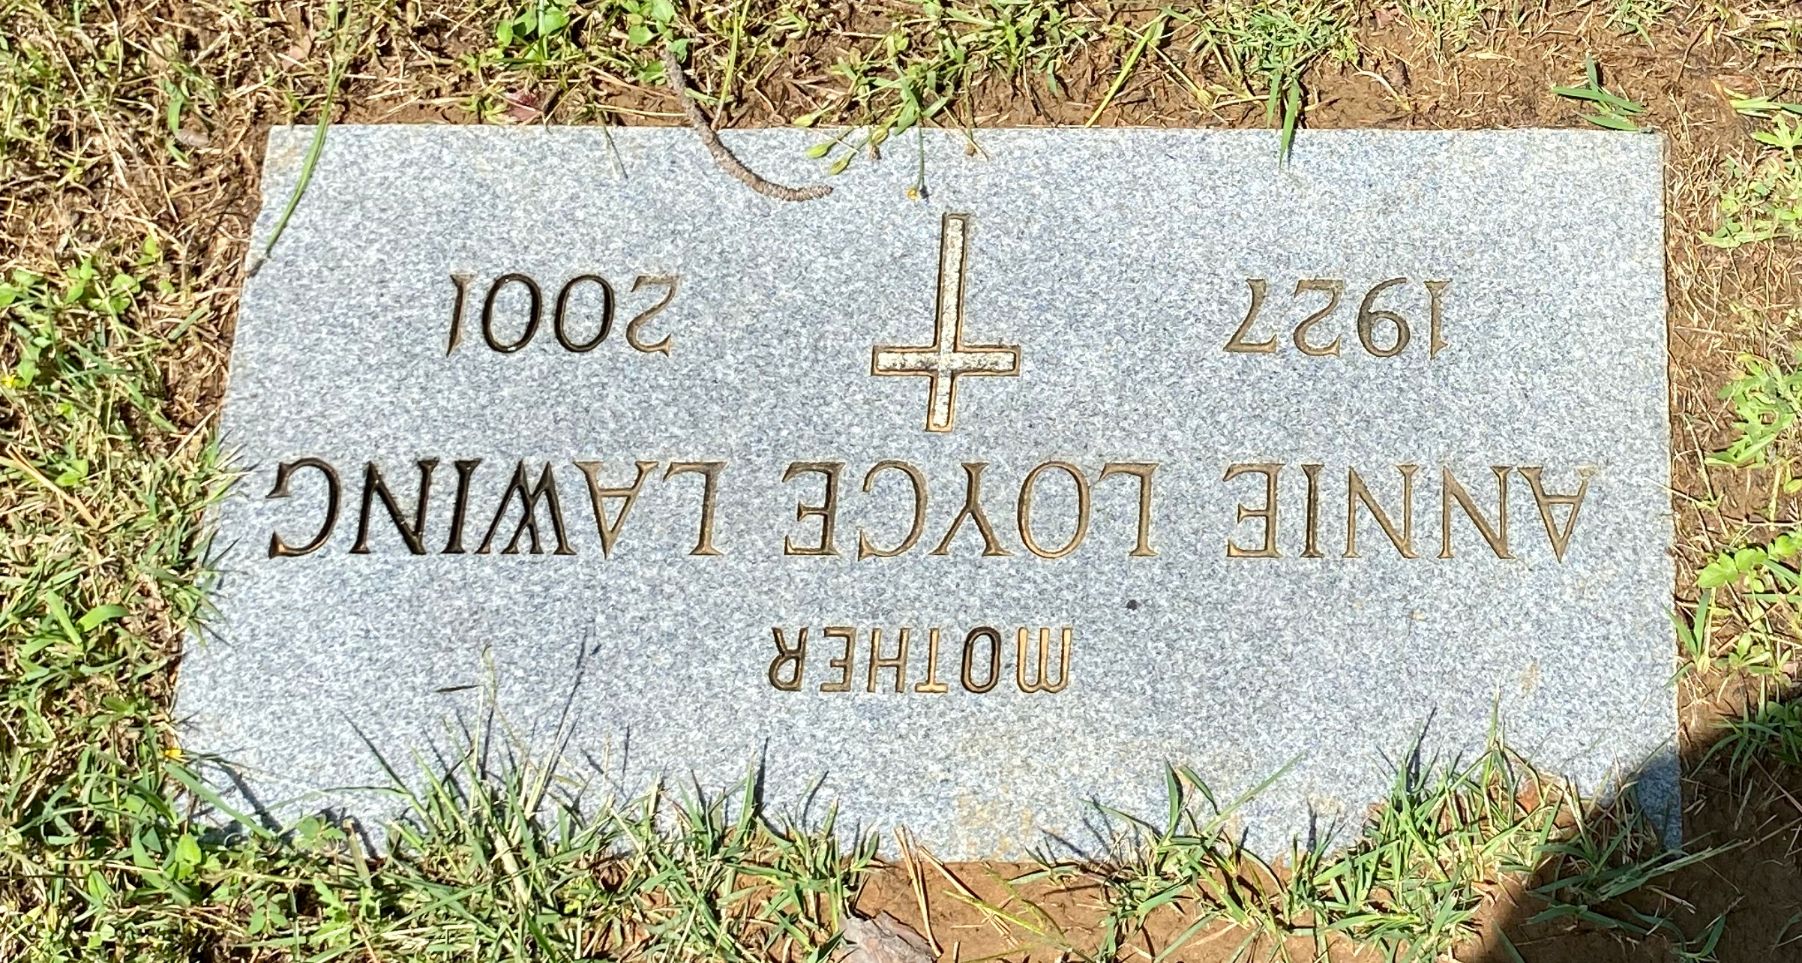 MOTHER
ANNIE LOYCE LAWING
1927 2001